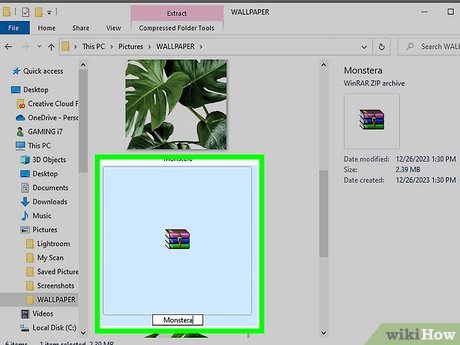 Extract
WALLPAPER
File
Home
Share
View
Compressed Folder Tools
This PC > Pictures > WALLPAPER >
Search WALL
Quick access
Desktop
Creative Cloud F
OneDrive - Perso
GAMING i7
This PC
3D Objects
Desktop
Documents
Downloads
Music
Pictures
Lightroom
My Scan
Saved Picture
Screenshots
WALLPAPER
Videos
Local Disk (C:)
6 items
1 item selected 2.39 MB
Monstera
Monstera
Monstera
WinRAR ZIP archive
Date modified: 12/26/2023 1:30 PM
Size: 2.39 MB
Date created: 12/26/2023 1:30 PM
wikiHow